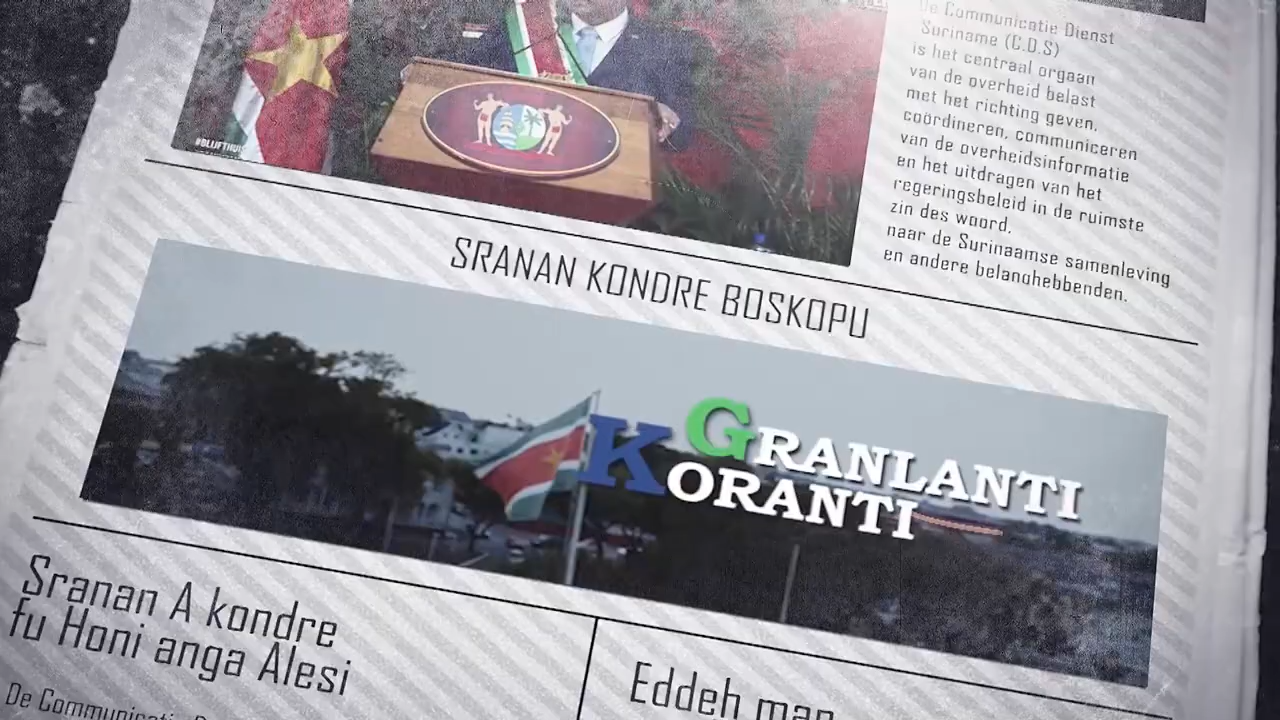 De Communicatie Dienst
Suriname (C.D.S)
is het centraal orgaan
van de overheid belast
met het richting geven,
coördineren, communiceren
van de overheidsinformatie
en het uitdragen van het
regeringsbeleid in de ruimste
zin des woord.
naar de Surinaamse samenleving
en andere belanghebbenden.
SRANAN KONDRE BOSKOPU
GRANLANTI
KORANTI
Sranan A kondre
fu Honi anga Alesi
De Communicatie
Eddeh man